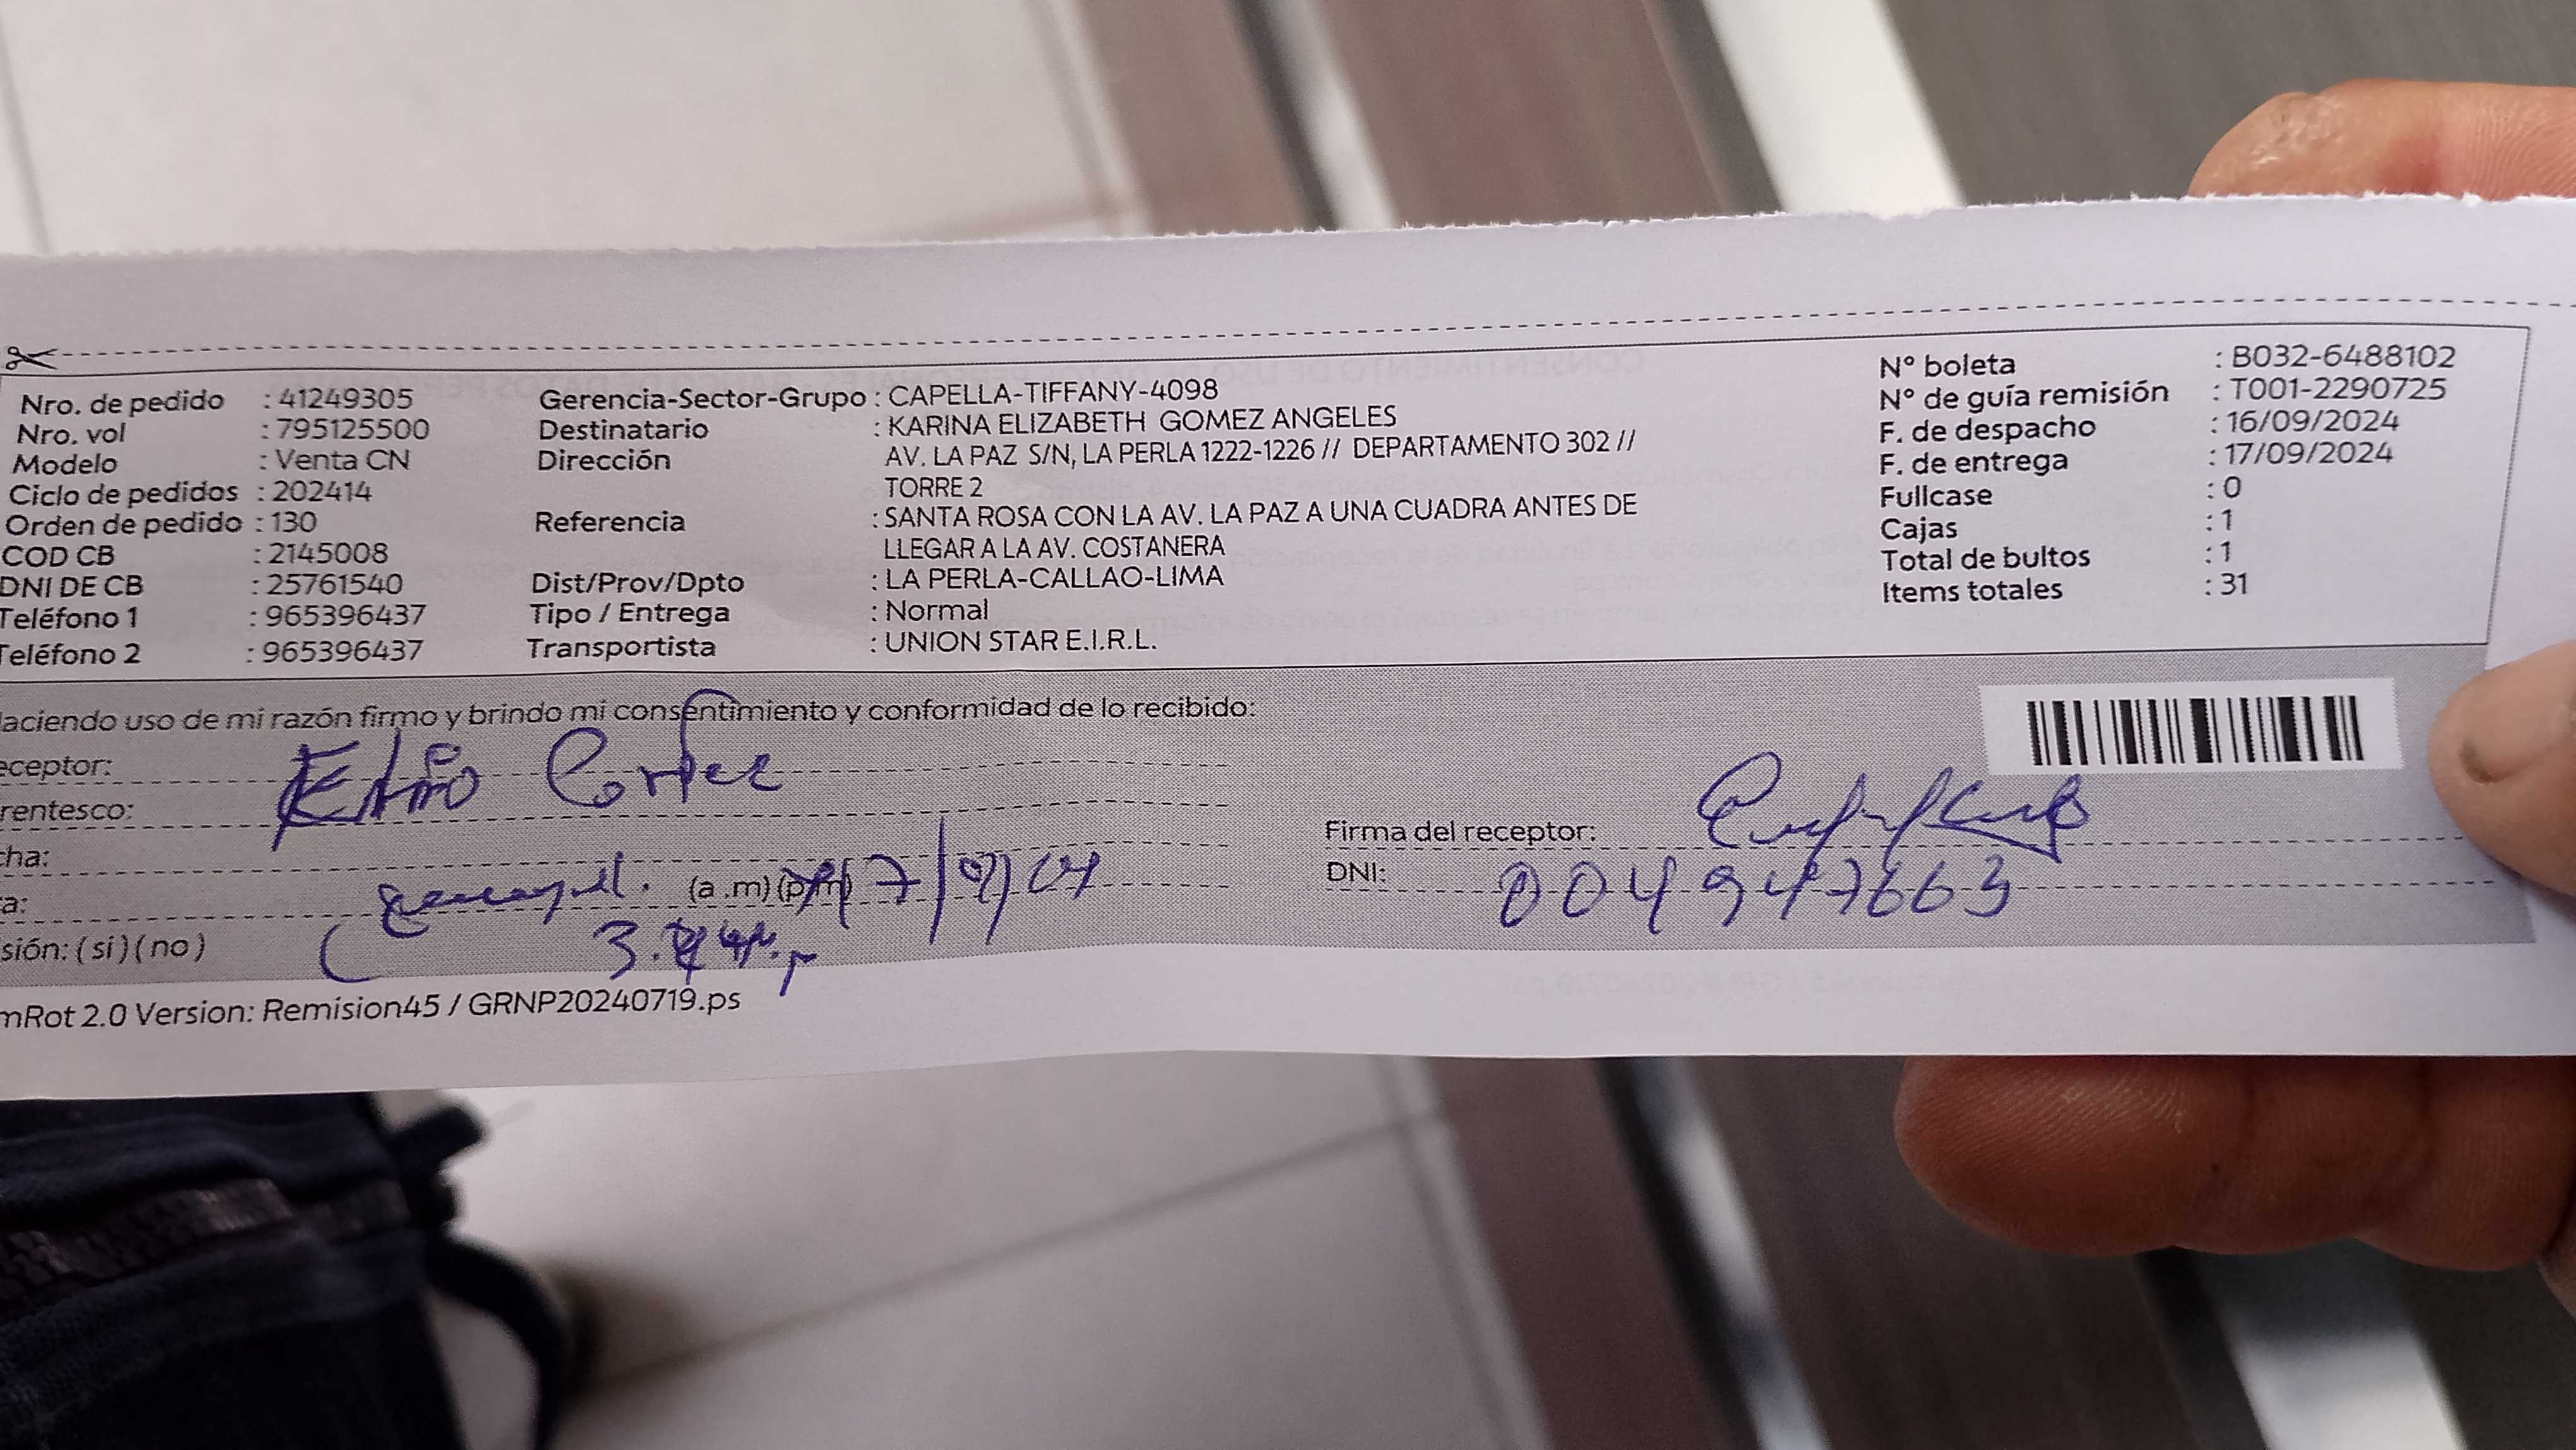 Nro. de pedido : 41249305
Nro. vol : 795125500
Modelo : Venta CN
Ciclo de pedidos : 202414
Orden de pedido : 130
COD CB : 2145008
DNI DE CB : 25761540
Teléfono 1 : 965396437
Teléfono 2 : 965396437
Gerencia-Sector-Grupo : CAPELLA-TIFFANY-4098
Destinatario : KARINA ELIZABETH GOMEZ ANGELES
Dirección AV. LA PAZ S/N, LA PERLA 1222-1226 // DEPARTAMENTO 302 //
TORRE 2
Referencia : SANTA ROSA CON LA AV. LA PAZ A UNA CUADRA ANTES DE
LLEGAR A LA AV. COSTANERA
Dist/Prov/Dpto : LA PERLA-CALLAO-LIMA
Tipo / Entrega : Normal
Transportista : UNION STAR E.I.R.L.
N° boleta : B032-6488102
N° de guía remisión : T001-2290725
F. de despacho : 16/09/2024
F. de entrega : 17/09/2024
Fullcase : 0
Cajas : 1
Total de bultos : 1
Items totales : 31
aciendo uso de mi razón firmo y brindo mi consentimiento y conformidad de lo recibido:
eceptor:
rentesco:
cha:
a: (a .m) (p.m)
sión: ( si ) ( no )
Firma del receptor:
DNI: 004947663
mRot 2.0 Version: Remision45 / GRNP20240719.ps